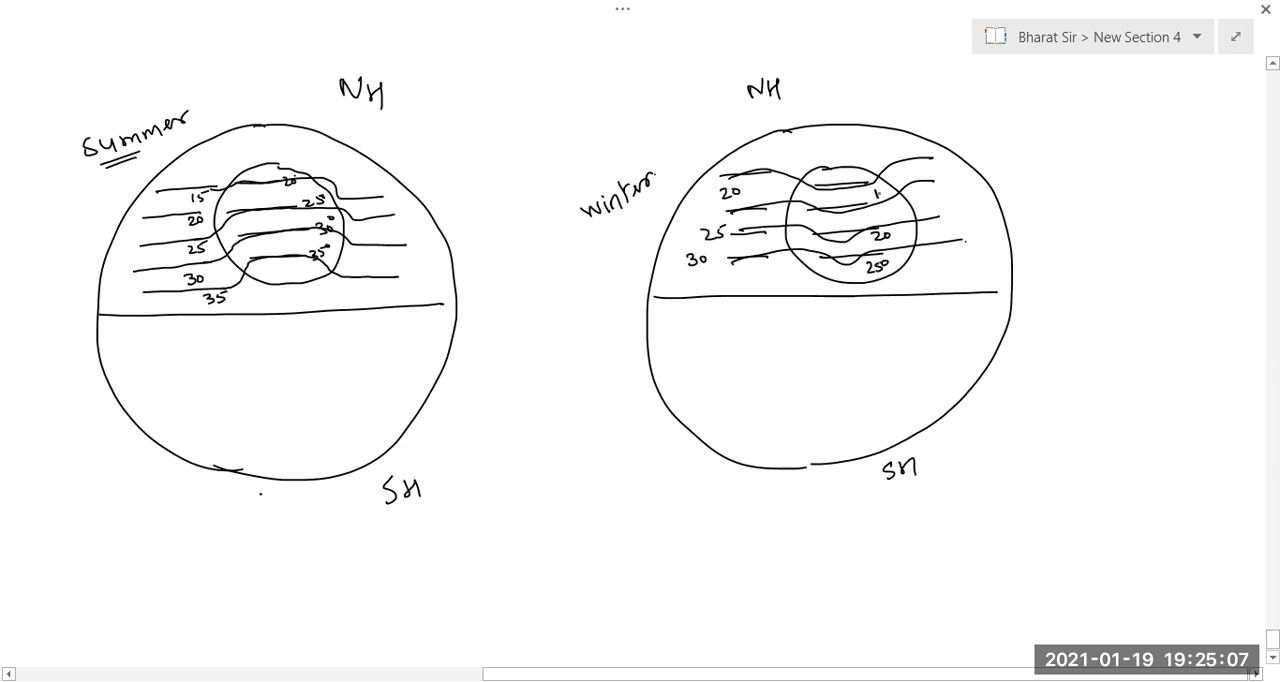 Bharat Sir > New Section 4
NH
NH
Summer
winter
15
20
20
25
25
30
30
35°
35
20
25
20
30
25°
SH
SH
2021-01-19 19:25:07